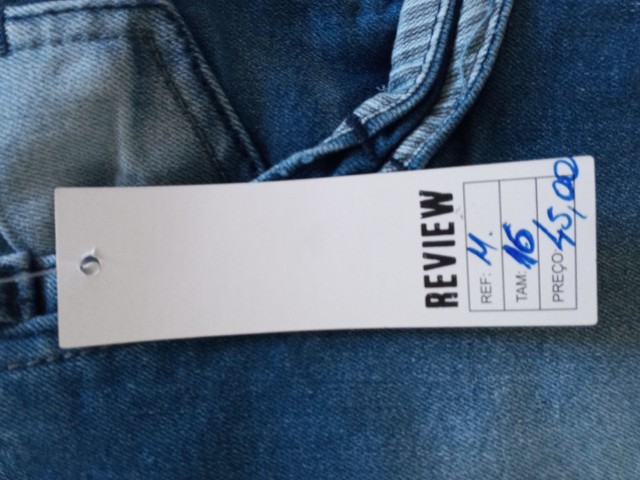 REVIEW
REF: M.
TAM: 16
PREÇO: 45,00